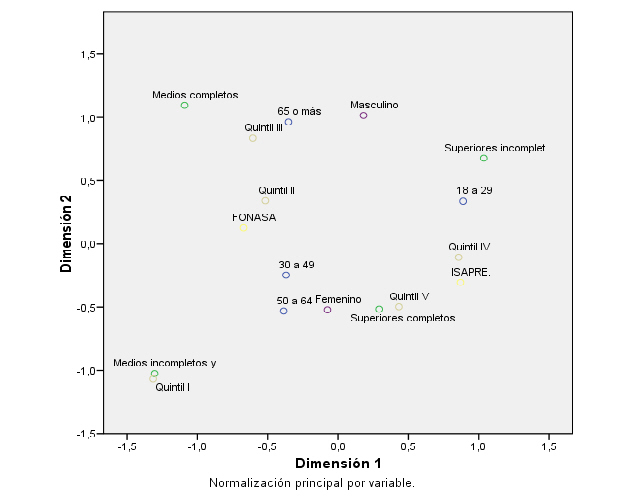 1,5
1,0
0,5
0,0
-0,5
-1,0
-1,5
Dimensión 2
Medios completos
65 o más
Masculino
Quintil III
Superiores incomplet
Quintil II
18 a 29
FONASA
Quintil IV
30 a 49
ISAPRE.
50 a 64
Femenino
Quintil V
Superiores completos
Medios incompletos y
Quintil I
-1,5
-1,0
-0,5
0,0
0,5
1,0
1,5
Dimensión 1
Normalización principal por variable.